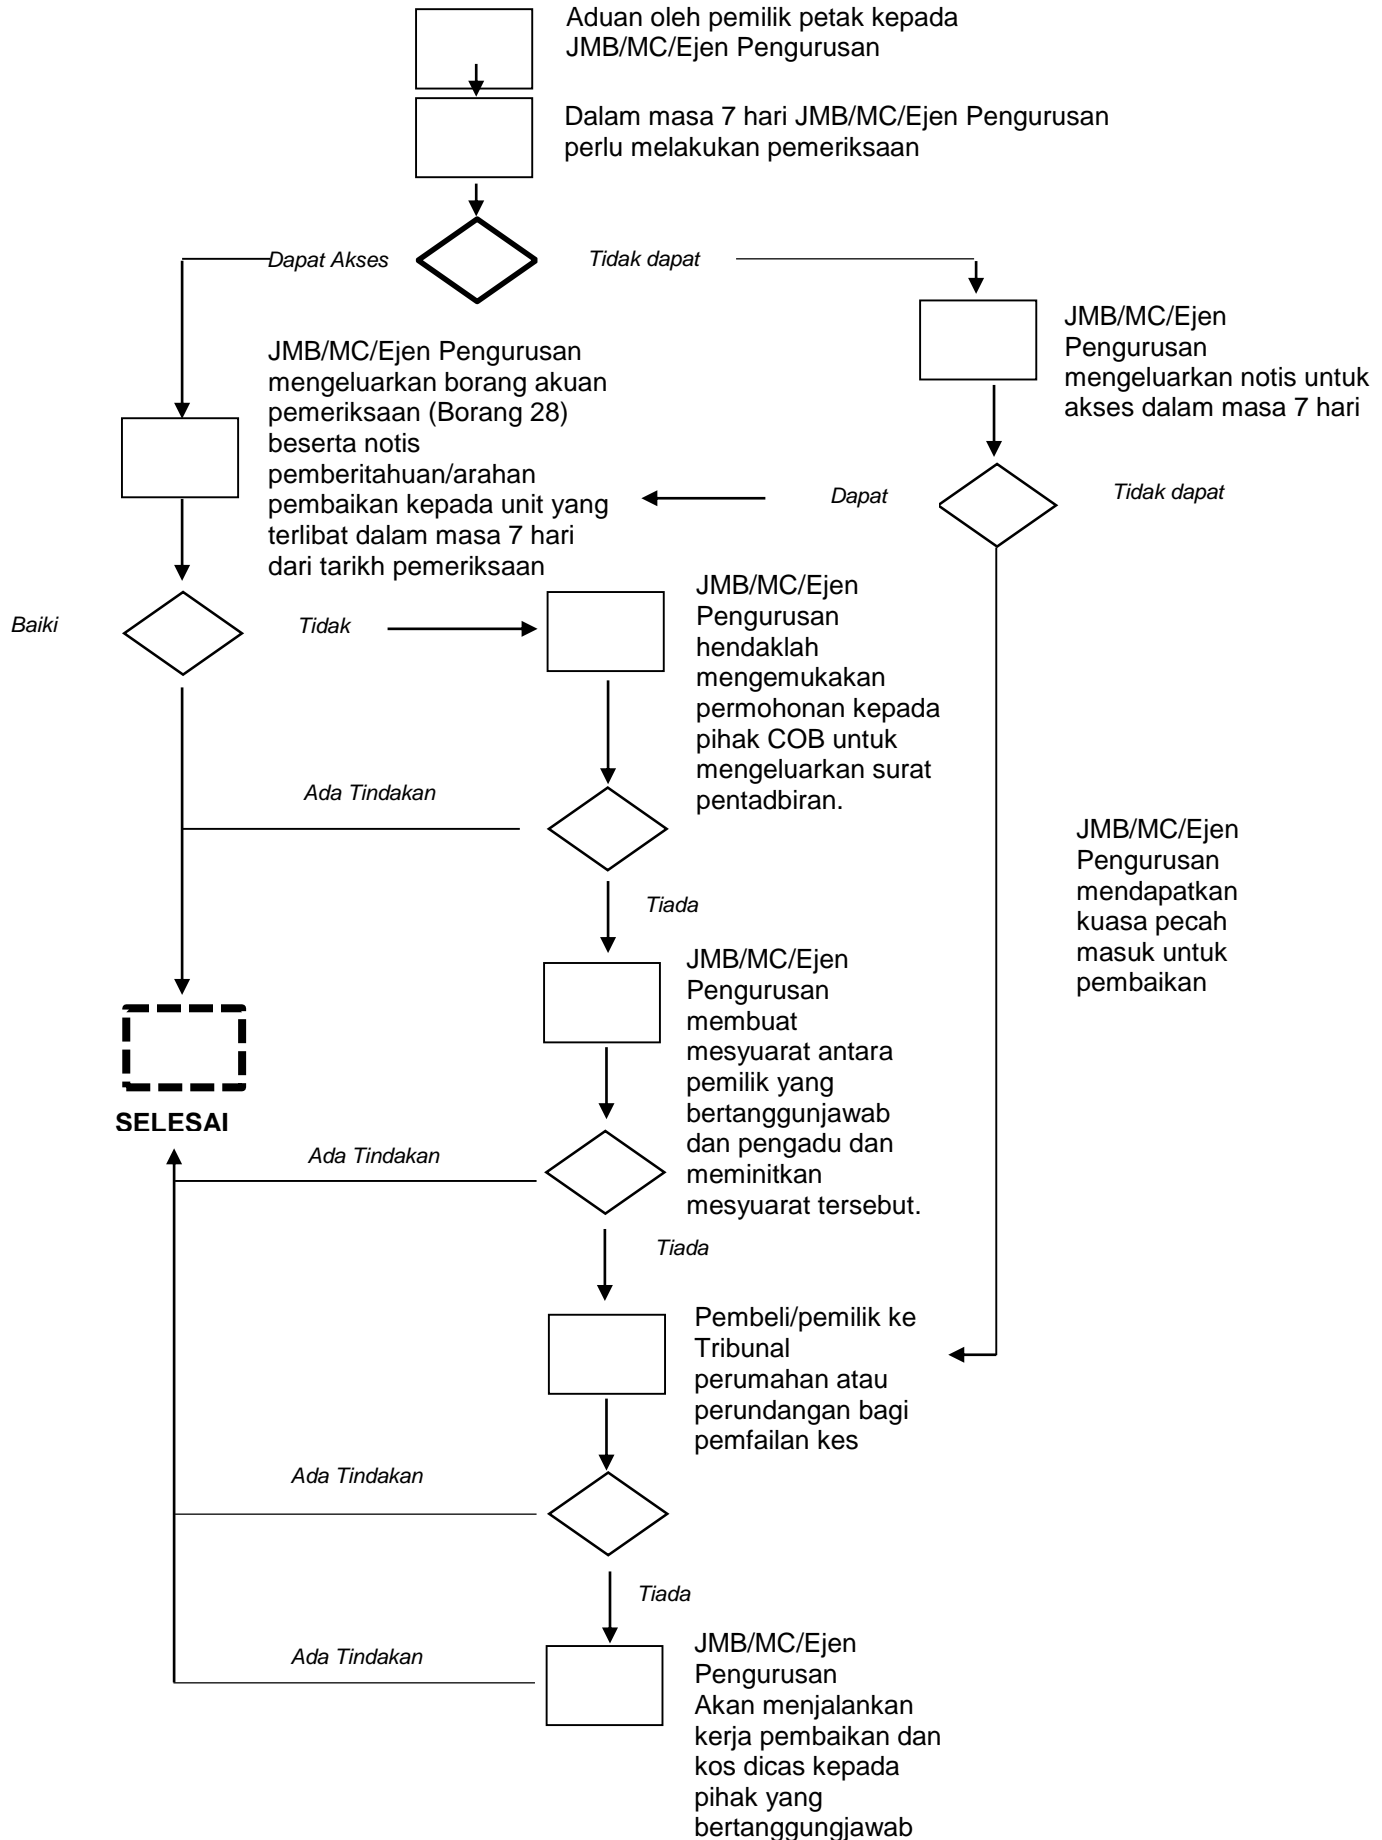 Aduan oleh pemilik petak kepada
JMB/MC/Ejen Pengurusan
Dalam masa 7 hari JMB/MC/Ejen Pengurusan
perlu melakukan pemeriksaan
Dapat Akses
Tidak dapat
JMB/MC/Ejen
Pengurusan
mengeluarkan notis untuk
akses dalam masa 7 hari
JMB/MC/Ejen Pengurusan
mengeluarkan borang akuan
pemeriksaan (Borang 28)
beserta notis
pemberitahuan/arahan
pembaikan kepada unit yang
terlibat dalam masa 7 hari
dari tarikh pemeriksaan
Dapat
Tidak dapat
Baiki
Tidak
JMB/MC/Ejen
Pengurusan
hendaklah
mengemukakan
permohonan kepada
pihak COB untuk
mengeluarkan surat
pentadbiran.
Ada Tindakan
JMB/MC/Ejen
Pengurusan
mendapatkan
kuasa pecah
masuk untuk
pembaikan
Tiada
JMB/MC/Ejen
Pengurusan
membuat
mesyuarat antara
pemilik yang
bertanggunjawab
dan pengadu dan
meminitkan
mesyuarat tersebut.
SELESAI
Ada Tindakan
Tiada
Pembeli/pemilik ke
Tribunal
perumahan atau
perundangan bagi
pemfailan kes
Ada Tindakan
Tiada
Ada Tindakan
JMB/MC/Ejen
Pengurusan
Akan menjalankan
kerja pembaikan dan
kos dicas kepada
pihak yang
bertanggungjawab